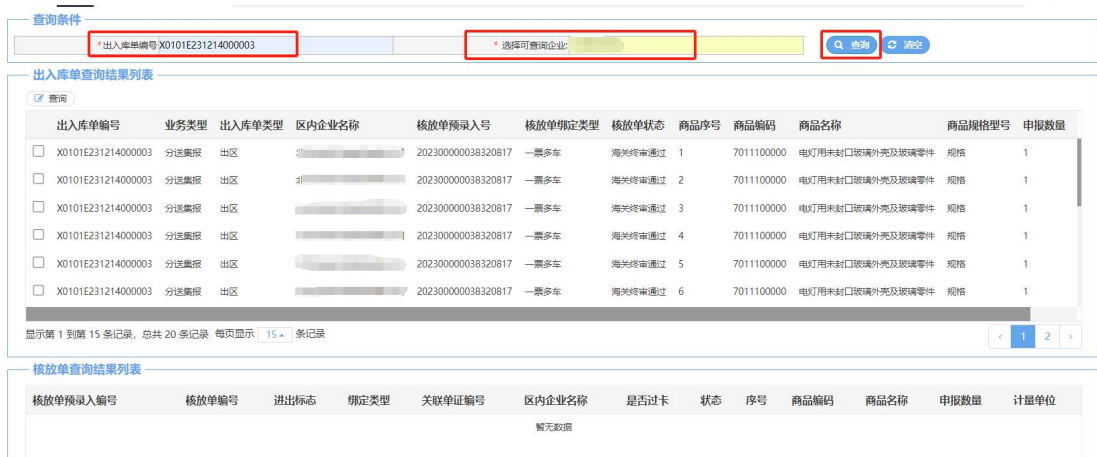 查询条件
*出入库单编号 X0101E231214000003 * 选择可查询企业: 查询 清空
出入库单查询结果列表
查询
出入库单编号 业务类型 出入库单类型 区内企业名称 核放单预录入号 核放单绑定类型 核放单状态 商品序号 商品编码 商品名称 商品规格型号 申报数量
X0101E231214000003 分送集报 出区 202300000038320817 一票多车 海关终审通过 1 7011100000 电灯用未封口玻璃外壳及玻璃零件 规格 1
X0101E231214000003 分送集报 出区 202300000038320817 一票多车 海关终审通过 2 7011100000 电灯用未封口玻璃外壳及玻璃零件 规格 1
X0101E231214000003 分送集报 出区 202300000038320817 一票多车 海关终审通过 3 7011100000 电灯用未封口玻璃外壳及玻璃零件 规格 1
X0101E231214000003 分送集报 出区 202300000038320817 一票多车 海关终审通过 4 7011100000 电灯用未封口玻璃外壳及玻璃零件 规格 1
X0101E231214000003 分送集报 出区 202300000038320817 一票多车 海关终审通过 5 7011100000 电灯用未封口玻璃外壳及玻璃零件 规格 1
X0101E231214000003 分送集报 出区 202300000038320817 一票多车 海关终审通过 6 7011100000 电灯用未封口玻璃外壳及玻璃零件 规格 1
显示第 1 到第 15 条记录，总共 20 条记录 每页显示 15 条记录 ‹ 1 2 ›
核放单查询结果列表
核放单预录入编号 核放单编号 进出标志 绑定类型 关联单证编号 区内企业名称 是否过卡 状态 序号 商品编码 商品名称 申报数量 计量单位
暂无数据